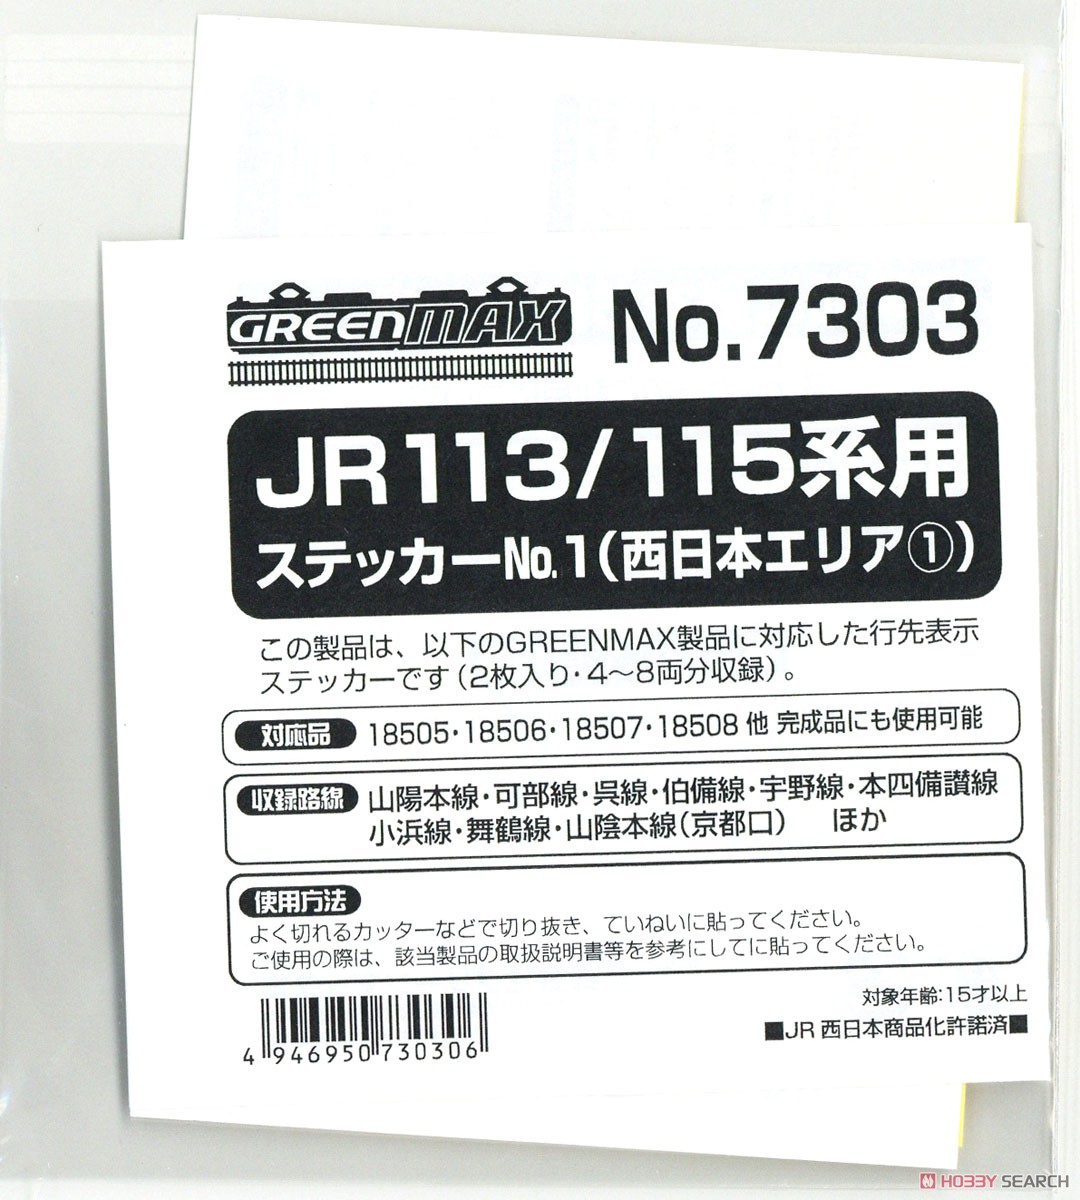 GREENMAX No.7303
JR113/115系用
ステッカーNo.1(西日本エリア①)
この製品は、以下のGREENMAX製品に対応した行先表示
ステッカーです(2枚入り・4〜8両分収録)。
対応品 18505・18506・18507・18508 他 完成品にも使用可能
収録路線 山陽本線・可部線・呉線・伯備線・宇野線・本四備讃線
小浜線・舞鶴線・山陰本線(京都口) ほか
使用方法
よく切れるカッターなどで切り抜き、ていねいに貼ってください。
ご使用の際は、該当製品の取扱説明書等を参考にしてに貼ってください。
対象年齢:15才以上
■JR 西日本商品化許諾済■
4 946950 730306
HOBBY SEARCH